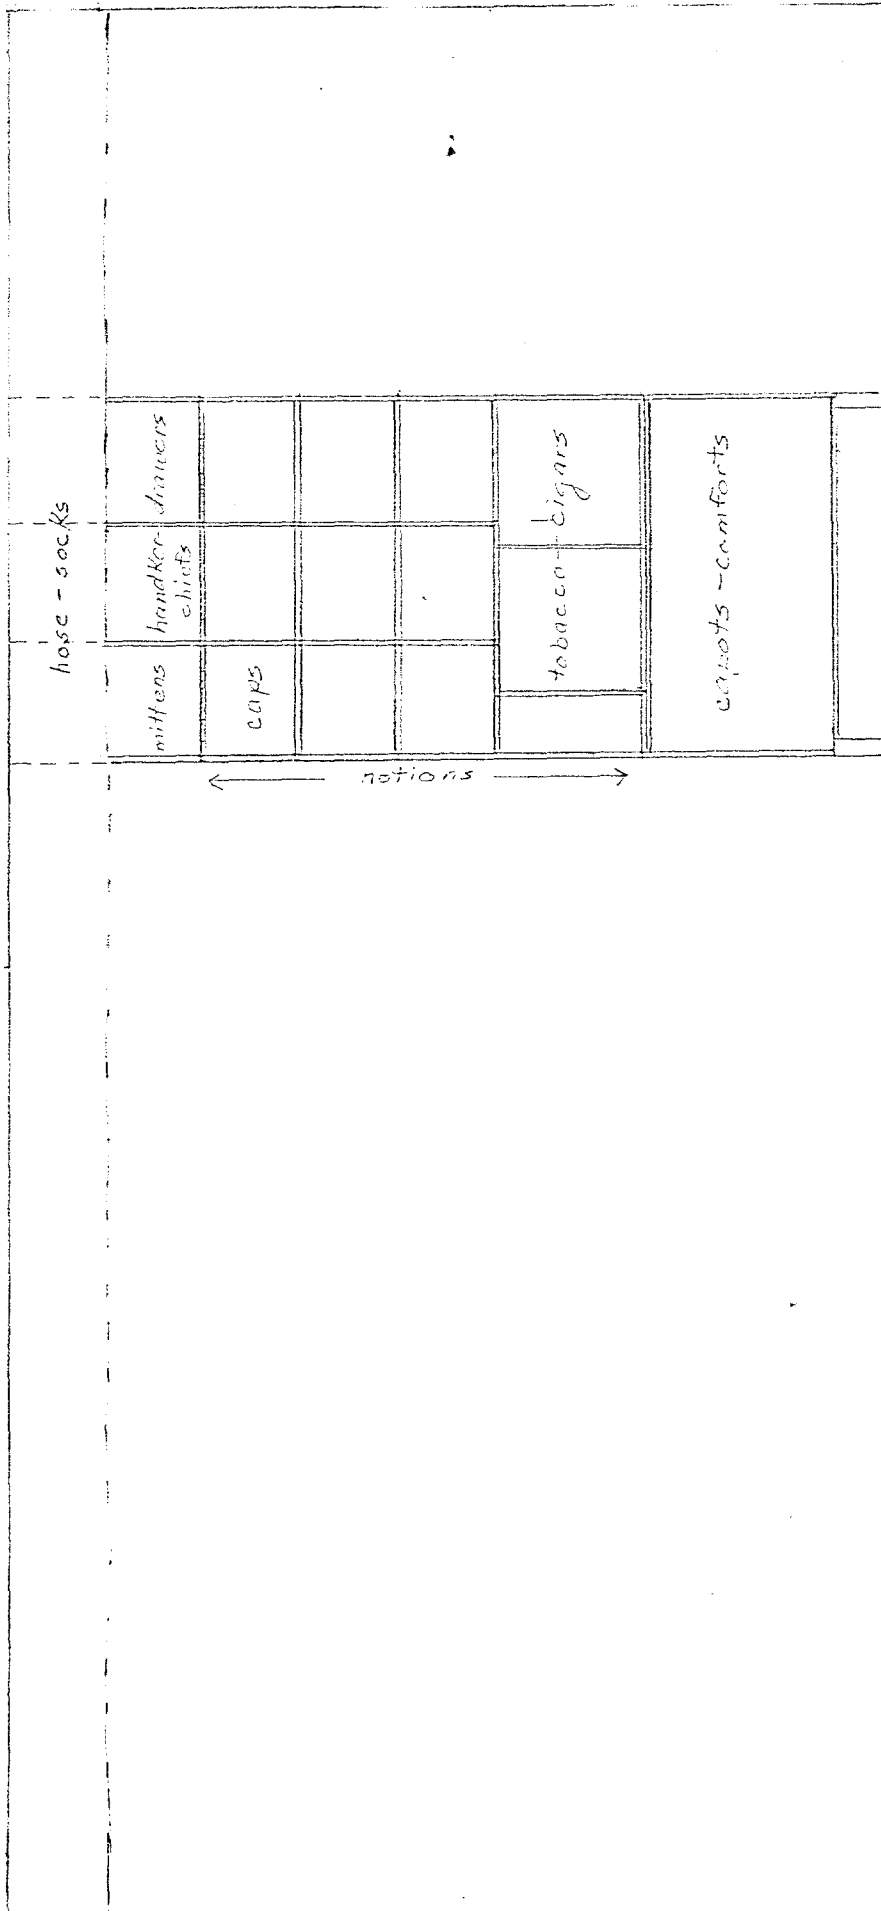 hose - socks
mittens
handker-
chiefs
drawers
caps
notions
tobacco - cigars
capots - comforts